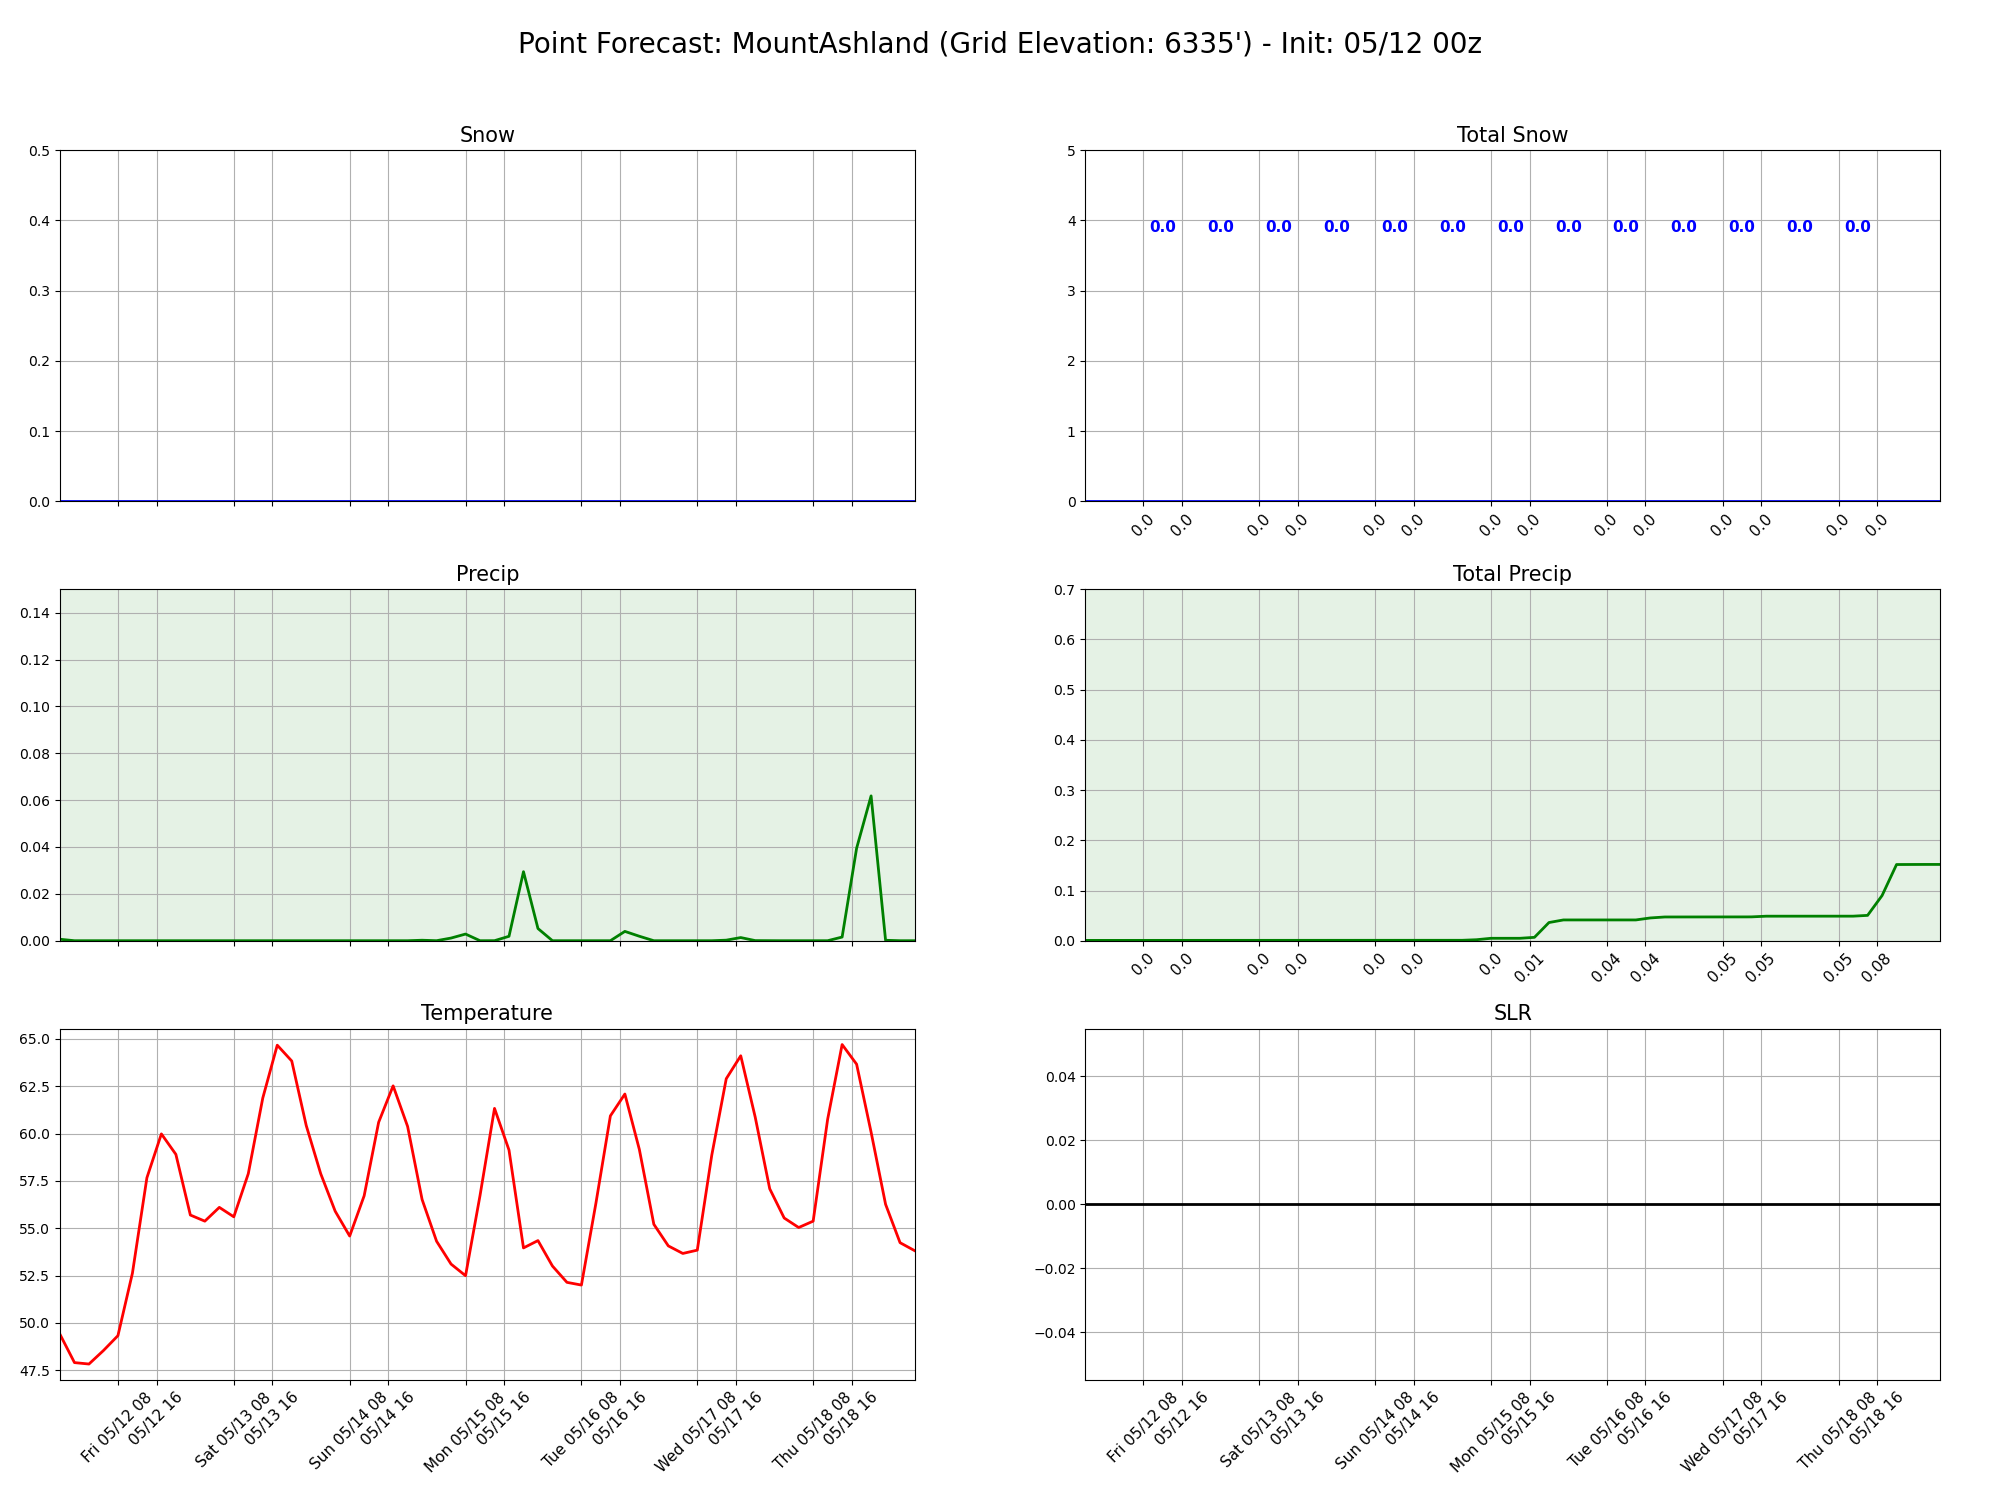 Point Forecast: MountAshland (Grid Elevation: 6335') - Init: 05/12 00z
Snow
0.5
0.4
0.3
0.2
0.1
0.0
Total Snow
5
4
3
2
1
0
0.0 0.0 0.0 0.0 0.0 0.0 0.0 0.0 0.0 0.0 0.0 0.0 0.0
0.0 0.0 0.0 0.0 0.0 0.0 0.0 0.0 0.0 0.0 0.0 0.0 0.0 0.0
Precip
0.14
0.12
0.10
0.08
0.06
0.04
0.02
0.00
Total Precip
0.7
0.6
0.5
0.4
0.3
0.2
0.1
0.0
0.0 0.0 0.0 0.0 0.0 0.0 0.0 0.01 0.04 0.04 0.05 0.05 0.05 0.08
Temperature
65.0
62.5
60.0
57.5
55.0
52.5
50.0
47.5
Fri 05/12 08
05/12 16
Sat 05/13 08
05/13 16
Sun 05/14 08
05/14 16
Mon 05/15 08
05/15 16
Tue 05/16 08
05/16 16
Wed 05/17 08
05/17 16
Thu 05/18 08
05/18 16
SLR
0.04
0.02
0.00
−0.02
−0.04
Fri 05/12 08
05/12 16
Sat 05/13 08
05/13 16
Sun 05/14 08
05/14 16
Mon 05/15 08
05/15 16
Tue 05/16 08
05/16 16
Wed 05/17 08
05/17 16
Thu 05/18 08
05/18 16